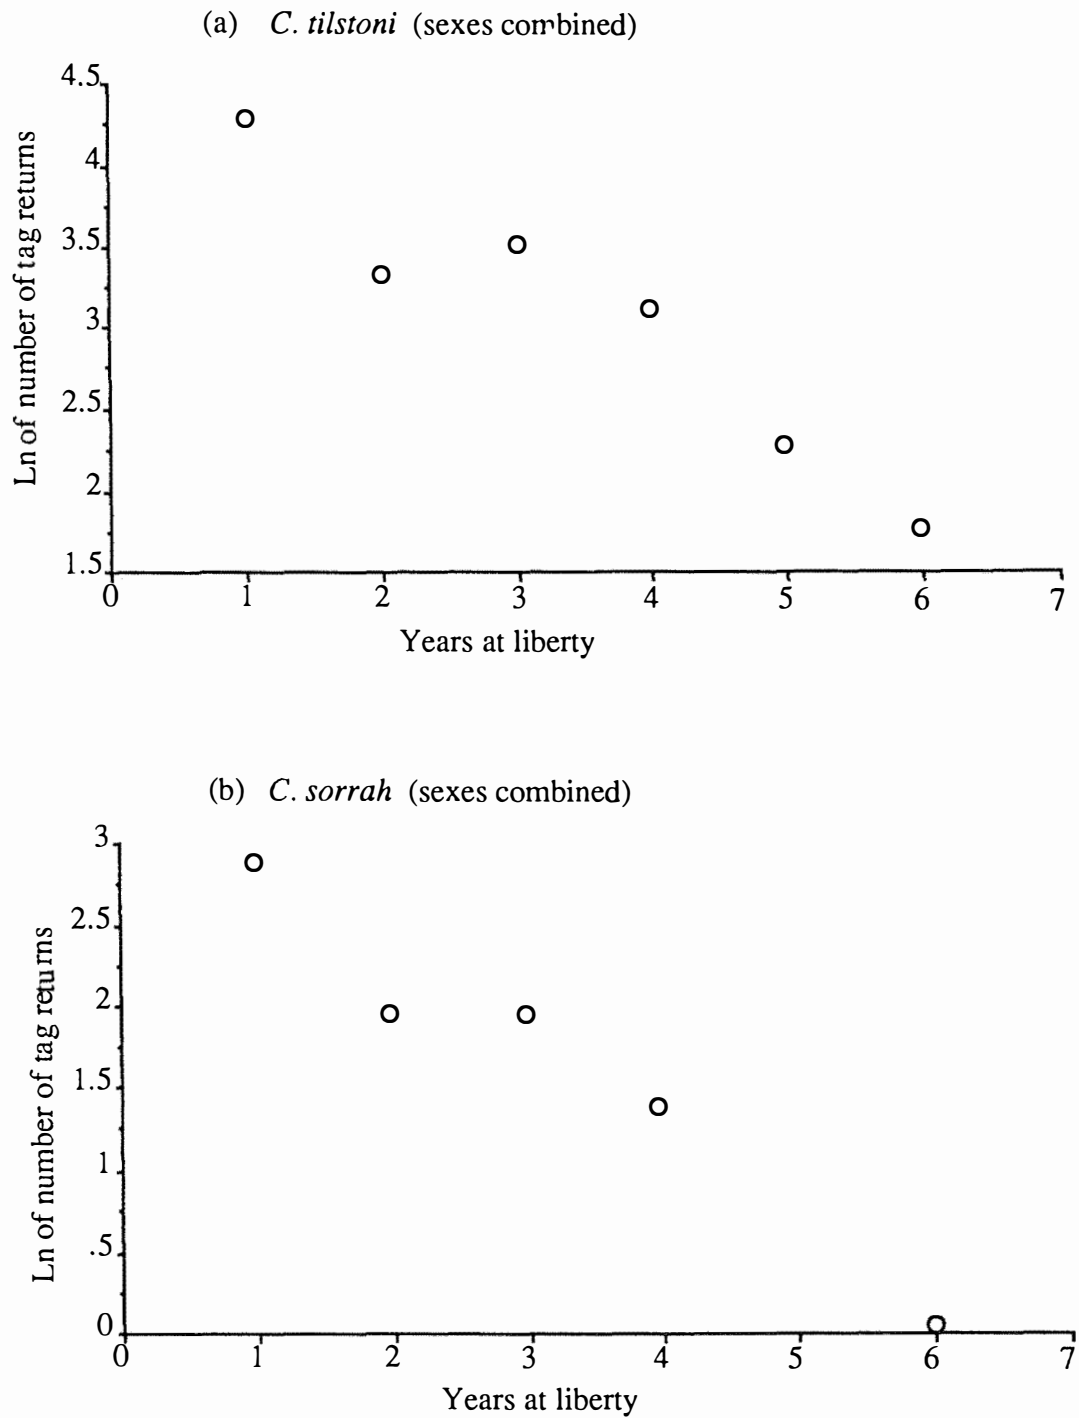 (a) C. tilstoni (sexes combined)
4.5
4
3.5
3
2.5
2
1.5
Ln of number of tag returns
0 1 2 3 4 5 6 7
Years at liberty
(b) C. sorrah (sexes combined)
3
2.5
2
1.5
1
.5
0
Ln of number of tag returns
0 1 2 3 4 5 6 7
Years at liberty